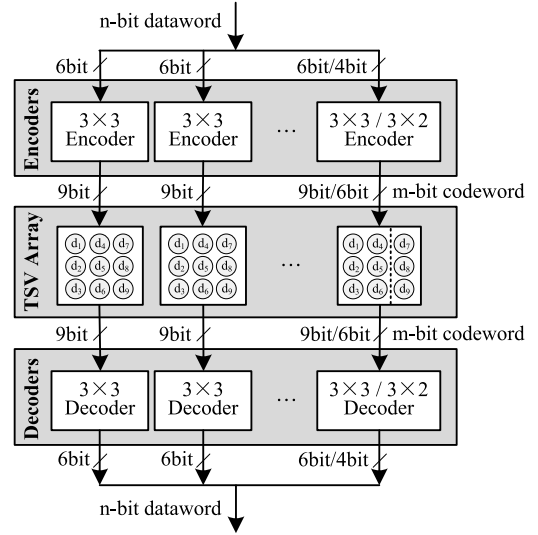 n-bit dataword
6bit 6bit 6bit/4bit
Encoders
3×3 Encoder
3×3 Encoder
...
3×3 / 3×2 Encoder
9bit 9bit 9bit/6bit m-bit codeword
TSV Array
d1 d4 d7 d1 d4 d7 d1 d4 d7
d2 d5 d8 d2 d5 d8 ... d2 d5 d8
d3 d6 d9 d3 d6 d9 d3 d6 d9
9bit 9bit 9bit/6bit m-bit codeword
Decoders
3×3 Decoder
3×3 Decoder
...
3×3 / 3×2 Decoder
6bit 6bit 6bit/4bit
n-bit dataword